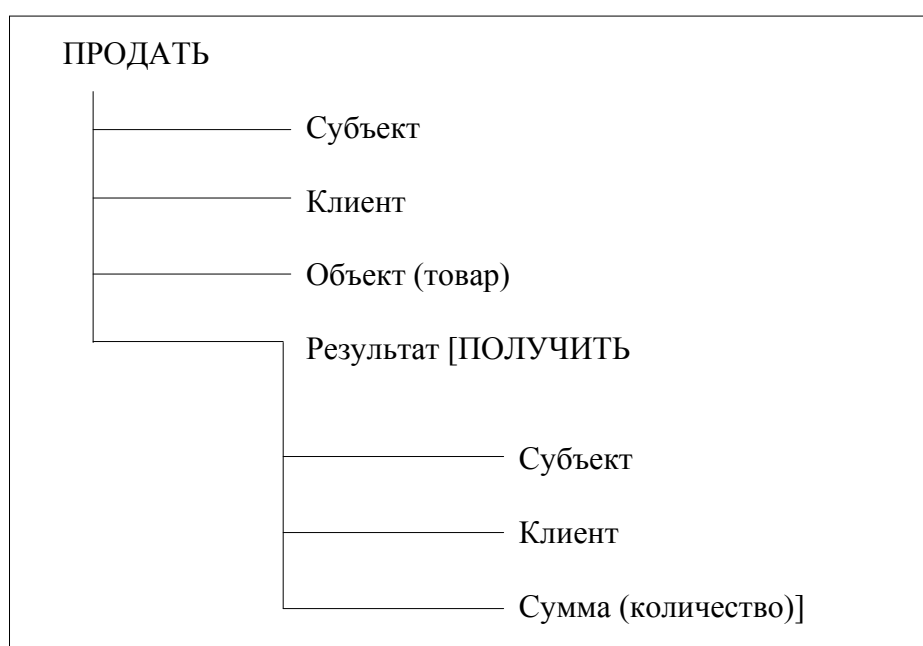 ПРОДАТЬ
Субъект
Клиент
Объект (товар)
Результат [ПОЛУЧИТЬ
Субъект
Клиент
Сумма (количество)]